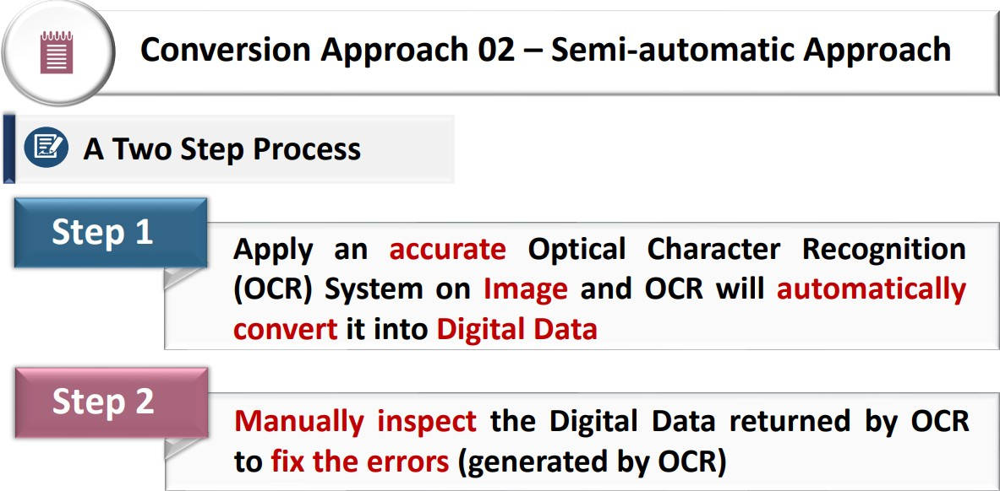 Conversion Approach 02 – Semi-automatic Approach
A Two Step Process
Step 1
Apply an accurate Optical Character Recognition
(OCR) System on Image and OCR will automatically
convert it into Digital Data
Step 2
Manually inspect the Digital Data returned by OCR
to fix the errors (generated by OCR)